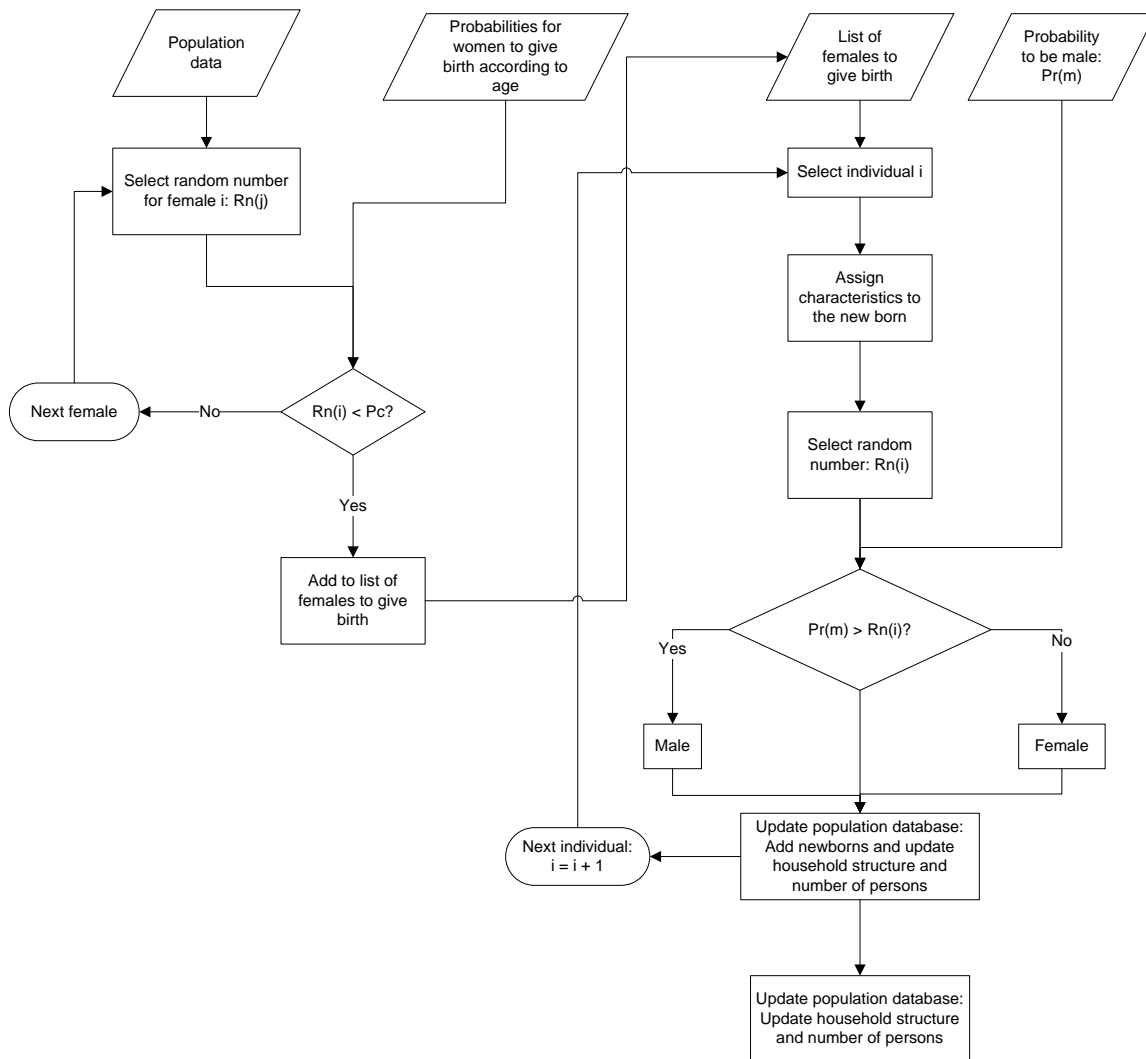 Population
data
Probabilities for
women to give
birth according to
age
List of
females to
give birth
Probability
to be male:
Pr(m)
Select random number
for female i: Rn(j)
Select individual i
Assign
characteristics to
the new born
Next female
No
Rn(i) < Pc?
Select random
number: Rn(i)
Yes
Add to list of
females to give
birth
Pr(m) > Rn(i)?
Yes
No
Male
Female
Next individual:
i = i + 1
Update population database:
Add newborns and update
household structure and
number of persons
Update population database:
Update household structure
and number of persons